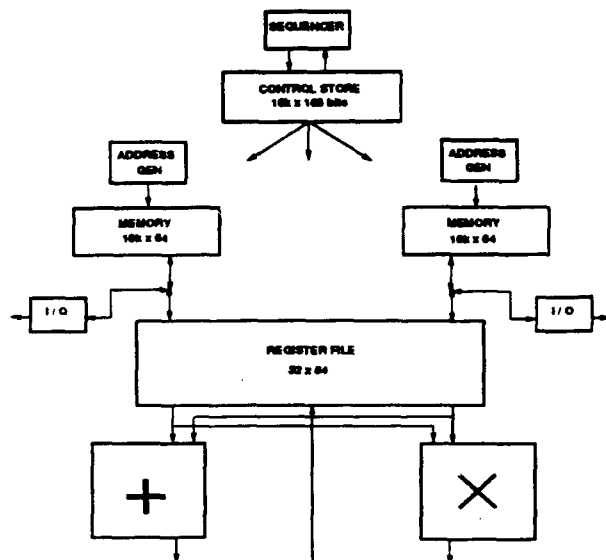 SEQUENCER
CONTROL STORE
16k x 168 bits
ADDRESS
GEN
ADDRESS
GEN
MEMORY
16k x 64
MEMORY
16k x 64
I / O
I / O
REGISTER FILE
32 x 64
+
×